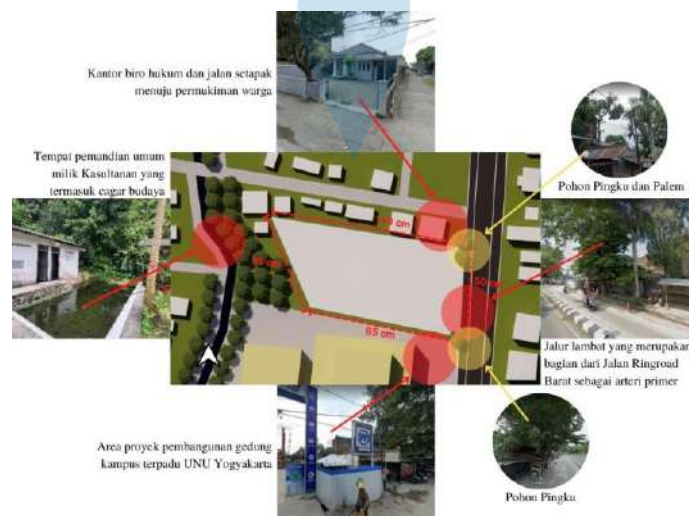 Kantor biro hukum dan jalan setapak
menuju permukiman warga
Tempat pemandian umum
milik Kasultanan yang
termasuk cagar budaya
Pohon Pingku dan Palem
85 cm
Jalur lambat yang merupakan
bagian dari Jalan Ringroad
Barat sebagai arteri primer
Area proyek pembangunan gedung
kampus terpadu UNU Yogyakarta
Pohon Pingku